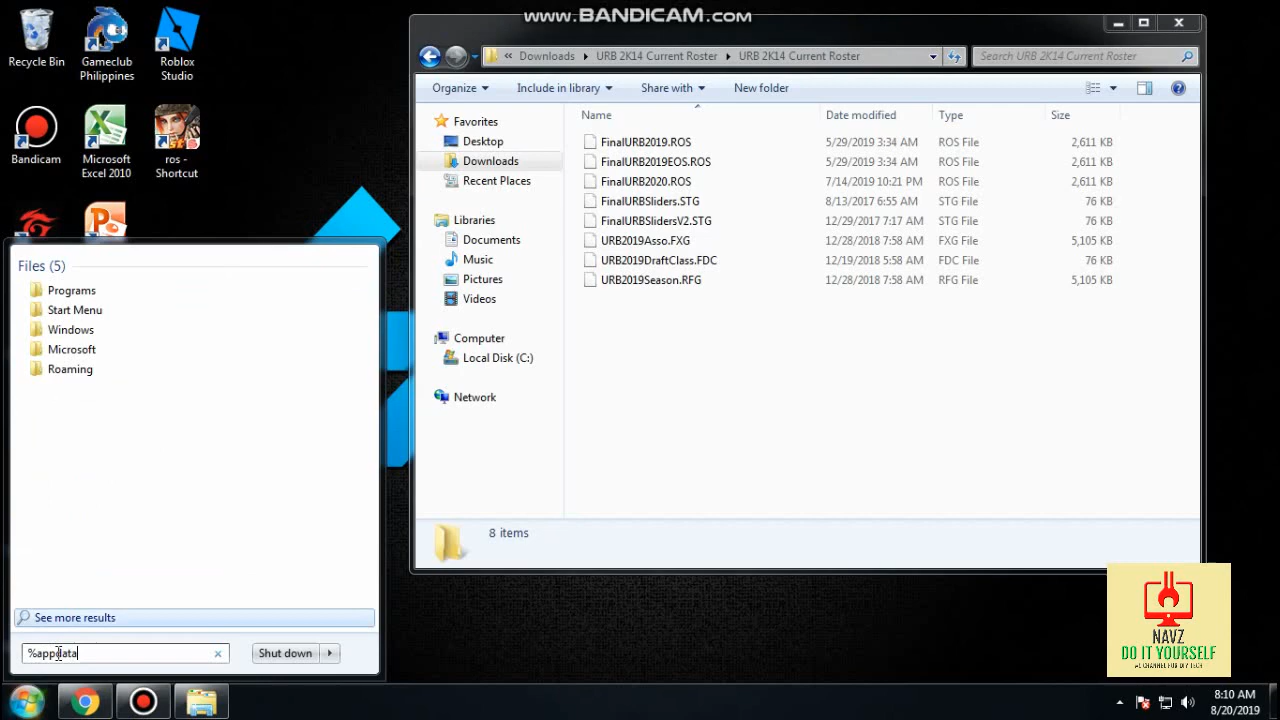 www.BANDICAM.com
Recycle Bin
Gameclub Philippines
Roblox Studio
Bandicam
Microsoft Excel 2010
ros - Shortcut
« Downloads URB 2K14 Current Roster URB 2K14 Current Roster
Search URB 2K14 Current Roster
Organize Include in library Share with New folder
Favorites
Desktop
Downloads
Recent Places
Libraries
Documents
Music
Pictures
Videos
Computer
Local Disk (C:)
Network
Name Date modified Type Size
FinalURB2019.ROS 5/29/2019 3:34 AM ROS File 2,611 KB
FinalURB2019EOS.ROS 5/29/2019 3:34 AM ROS File 2,611 KB
FinalURB2020.ROS 7/14/2019 10:21 PM ROS File 2,611 KB
FinalURBSliders.STG 8/13/2017 6:55 AM STG File 76 KB
FinalURBSlidersV2.STG 12/29/2017 7:17 AM STG File 76 KB
URB2019Asso.FXG 12/28/2018 7:58 AM FXG File 5,105 KB
URB2019DraftClass.FDC 12/19/2018 5:58 AM FDC File 76 KB
URB2019Season.RFG 12/28/2018 7:58 AM RFG File 5,105 KB
8 items
Files (5)
Programs
Start Menu
Windows
Microsoft
Roaming
See more results
%appdata
Shut down
NAVZ
DO IT YOURSELF
#1 CHANNEL FOR DIY TECH
8:10 AM
8/20/2019